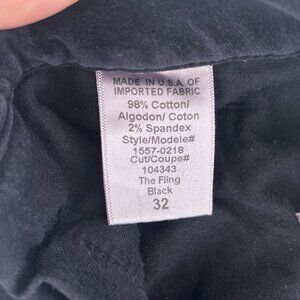 MADE IN U.S.A. OF
IMPORTED FABRIC
98% Cotton/
Algodon/ Coton
2% Spandex
Style/Modele#
1557-0218
Cut/Coupe#
104343
The Fling
Black
32